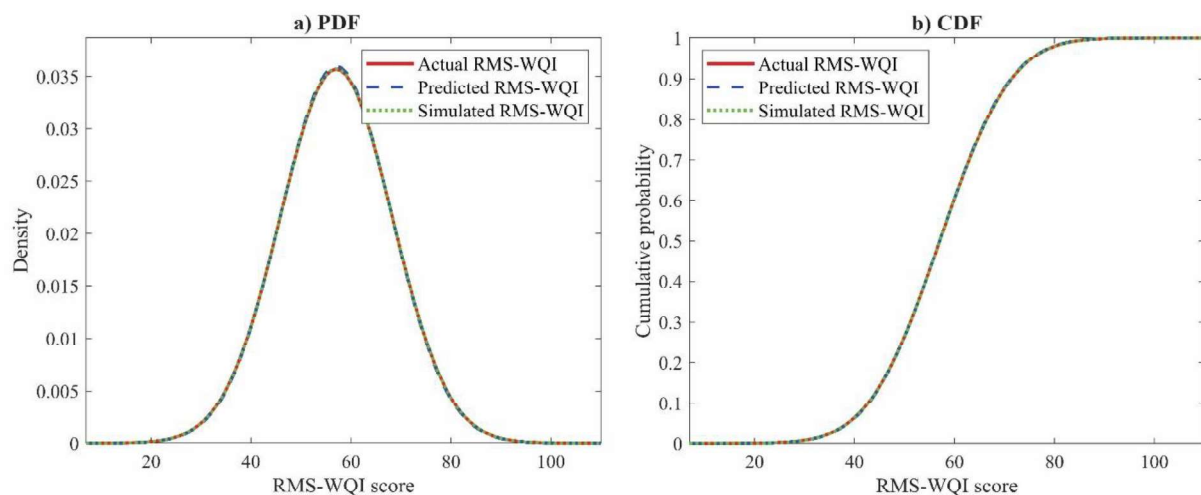 a) PDF
Actual RMS-WQI
Predicted RMS-WQI
Simulated RMS-WQI
0.035
0.03
0.025
0.02
0.015
0.01
0.005
0
Density
20
40
60
80
100
RMS-WQI score
b) CDF
Actual RMS-WQI
Predicted RMS-WQI
Simulated RMS-WQI
1
0.9
0.8
0.7
0.6
0.5
0.4
0.3
0.2
0.1
0
Cumulative probability
20
40
60
80
100
RMS-WQI score